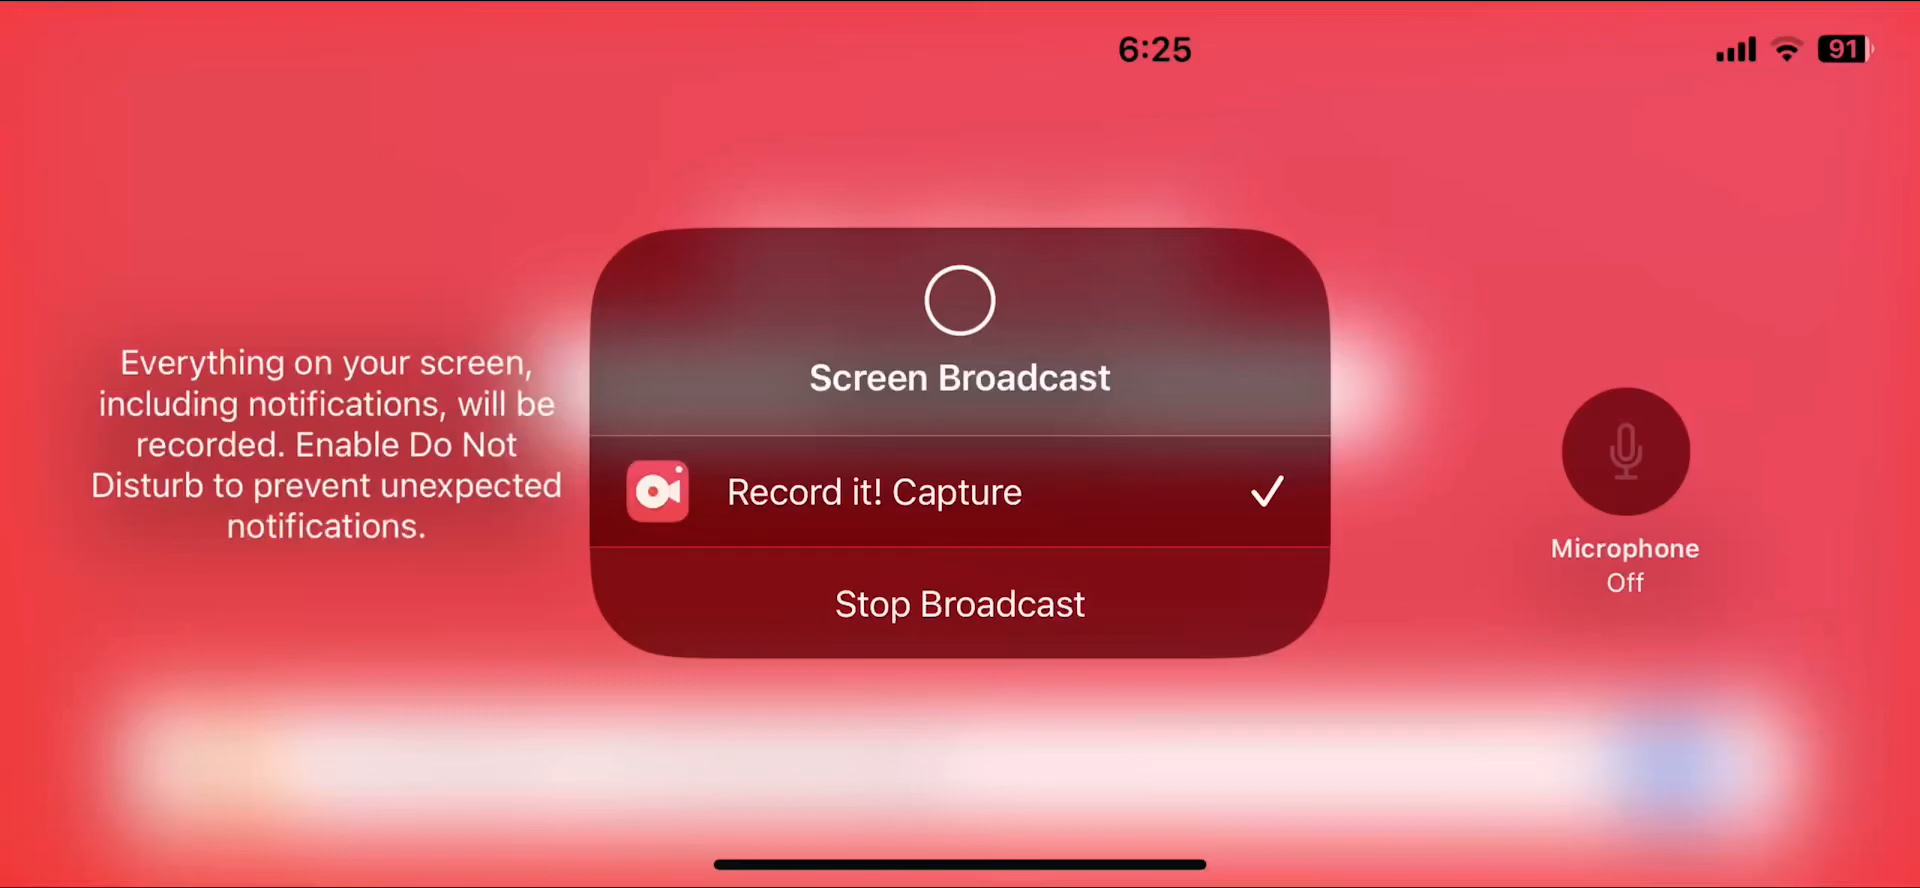 6:25
91
Everything on your screen,
including notifications, will be
recorded. Enable Do Not
Disturb to prevent unexpected
notifications.
Screen Broadcast
Record it! Capture
Stop Broadcast
Microphone
Off